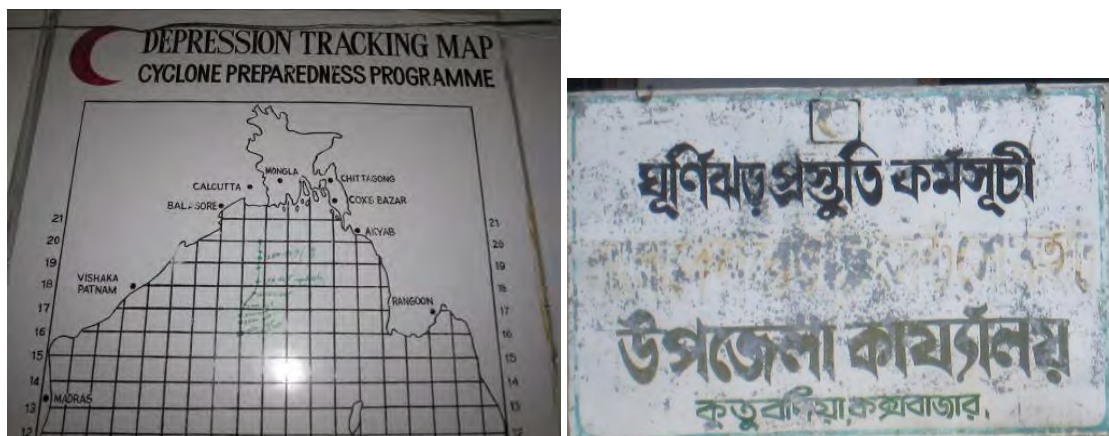 DEPRESSION TRACKING MAP
CYCLONE PREPAREDNESS PROGRAMME
MONGLA
CHITTAGONG
CALCUTTA
COX'S BAZAR
BALASORE
AKYAB
21
21
20
20
19
19
VISHAKA
PATNAM
18
18
RANGOON
17
17
16
16
15
15
14
14
MADRAS
13
13
12
12
ঘূর্ণিঝড় প্রস্তুতি কর্মসূচী
উপজেলা কার্য্যালয়
কুতুবদিয়া, কক্সবাজার.